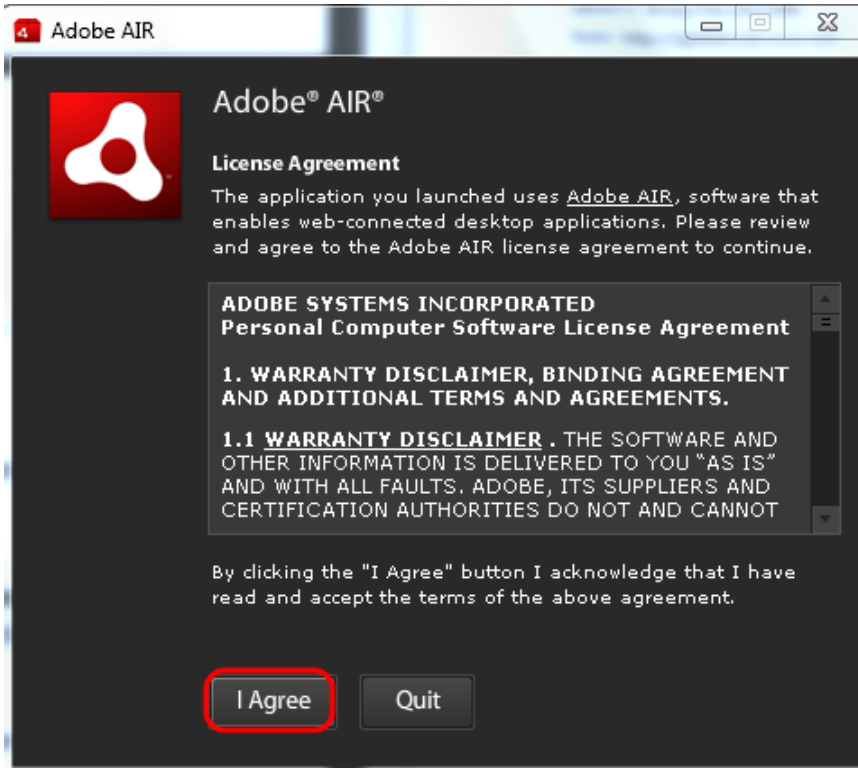 Adobe AIR
Adobe® AIR®
License Agreement
The application you launched uses Adobe AIR, software that
enables web-connected desktop applications. Please review
and agree to the Adobe AIR license agreement to continue.
ADOBE SYSTEMS INCORPORATED
Personal Computer Software License Agreement
1. WARRANTY DISCLAIMER, BINDING AGREEMENT
AND ADDITIONAL TERMS AND AGREEMENTS.
1.1 WARRANTY DISCLAIMER . THE SOFTWARE AND
OTHER INFORMATION IS DELIVERED TO YOU “AS IS”
AND WITH ALL FAULTS. ADOBE, ITS SUPPLIERS AND
CERTIFICATION AUTHORITIES DO NOT AND CANNOT
By clicking the "I Agree" button I acknowledge that I have
read and accept the terms of the above agreement.
I Agree Quit